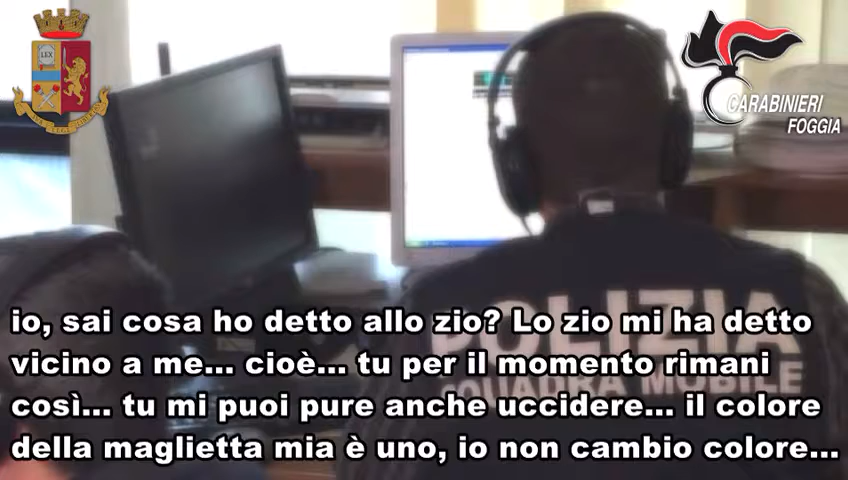 LEX
CARABINIERI
FOGGIA
POLIZIA
SQUADRA MOBILE
io, sai cosa ho detto allo zio? Lo zio mi ha detto
vicino a me... cioè... tu per il momento rimani
così... tu mi puoi pure anche uccidere... il colore
della maglietta mia è uno, io non cambio colore...